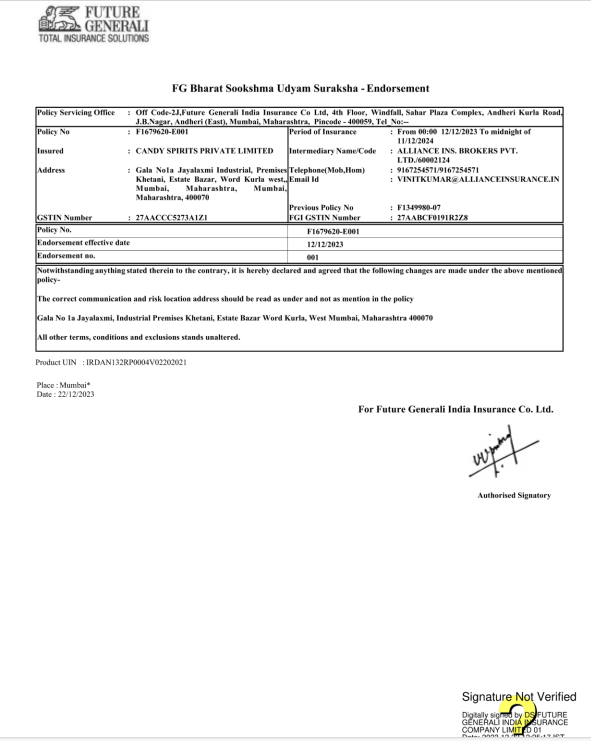 FUTURE
GENERALI
TOTAL INSURANCE SOLUTIONS
FG Bharat Sookshma Udyam Suraksha - Endorsement
Policy Servicing Office : Off Code-2J,Future Generali India Insurance Co Ltd, 4th Floor, Windfall, Sahar Plaza Complex, Andheri Kurla Road,
J.B.Nagar, Andheri (East), Mumbai, Maharashtra, Pincode - 400059, Tel_No:--
Policy No : F1679620-E001
Period of Insurance : From 00:00 12/12/2023 To midnight of
11/12/2024
Insured : CANDY SPIRITS PRIVATE LIMITED
Intermediary Name/Code : ALLIANCE INS. BROKERS PVT.
LTD./60002124
Address : Gala No1a Jayalaxmi Industrial, Premises
Khetani, Estate Bazar, Word Kurla west,,
Mumbai, Maharashtra, Mumbai,
Maharashtra, 400070
Telephone(Mob,Hom) : 9167254571/9167254571
Email Id : VINITKUMAR@ALLIANCEINSURANCE.IN
Previous Policy No : F1349980-07
GSTIN Number : 27AACCC5273A1Z1
FGI GSTIN Number : 27AABCF0191R2Z8
Policy No. F1679620-E001
Endorsement effective date 12/12/2023
Endorsement no. 001
Notwithstanding anything stated therein to the contrary, it is hereby declared and agreed that the following changes are made under the above mentioned
policy-
The correct communication and risk location address should be read as under and not as mention in the policy
Gala No 1a Jayalaxmi, Industrial Premises Khetani, Estate Bazar Word Kurla, West Mumbai, Maharashtra 400070
All other terms, conditions and exclusions stands unaltered.
Product UIN : IRDAN132RP0004V02202021
Place : Mumbai*
Date : 22/12/2023
For Future Generali India Insurance Co. Ltd.
Authorised Signatory
Signature Not Verified
Digitally signed by DS FUTURE
GENERALI INDIA INSURANCE
COMPANY LIMITED 01